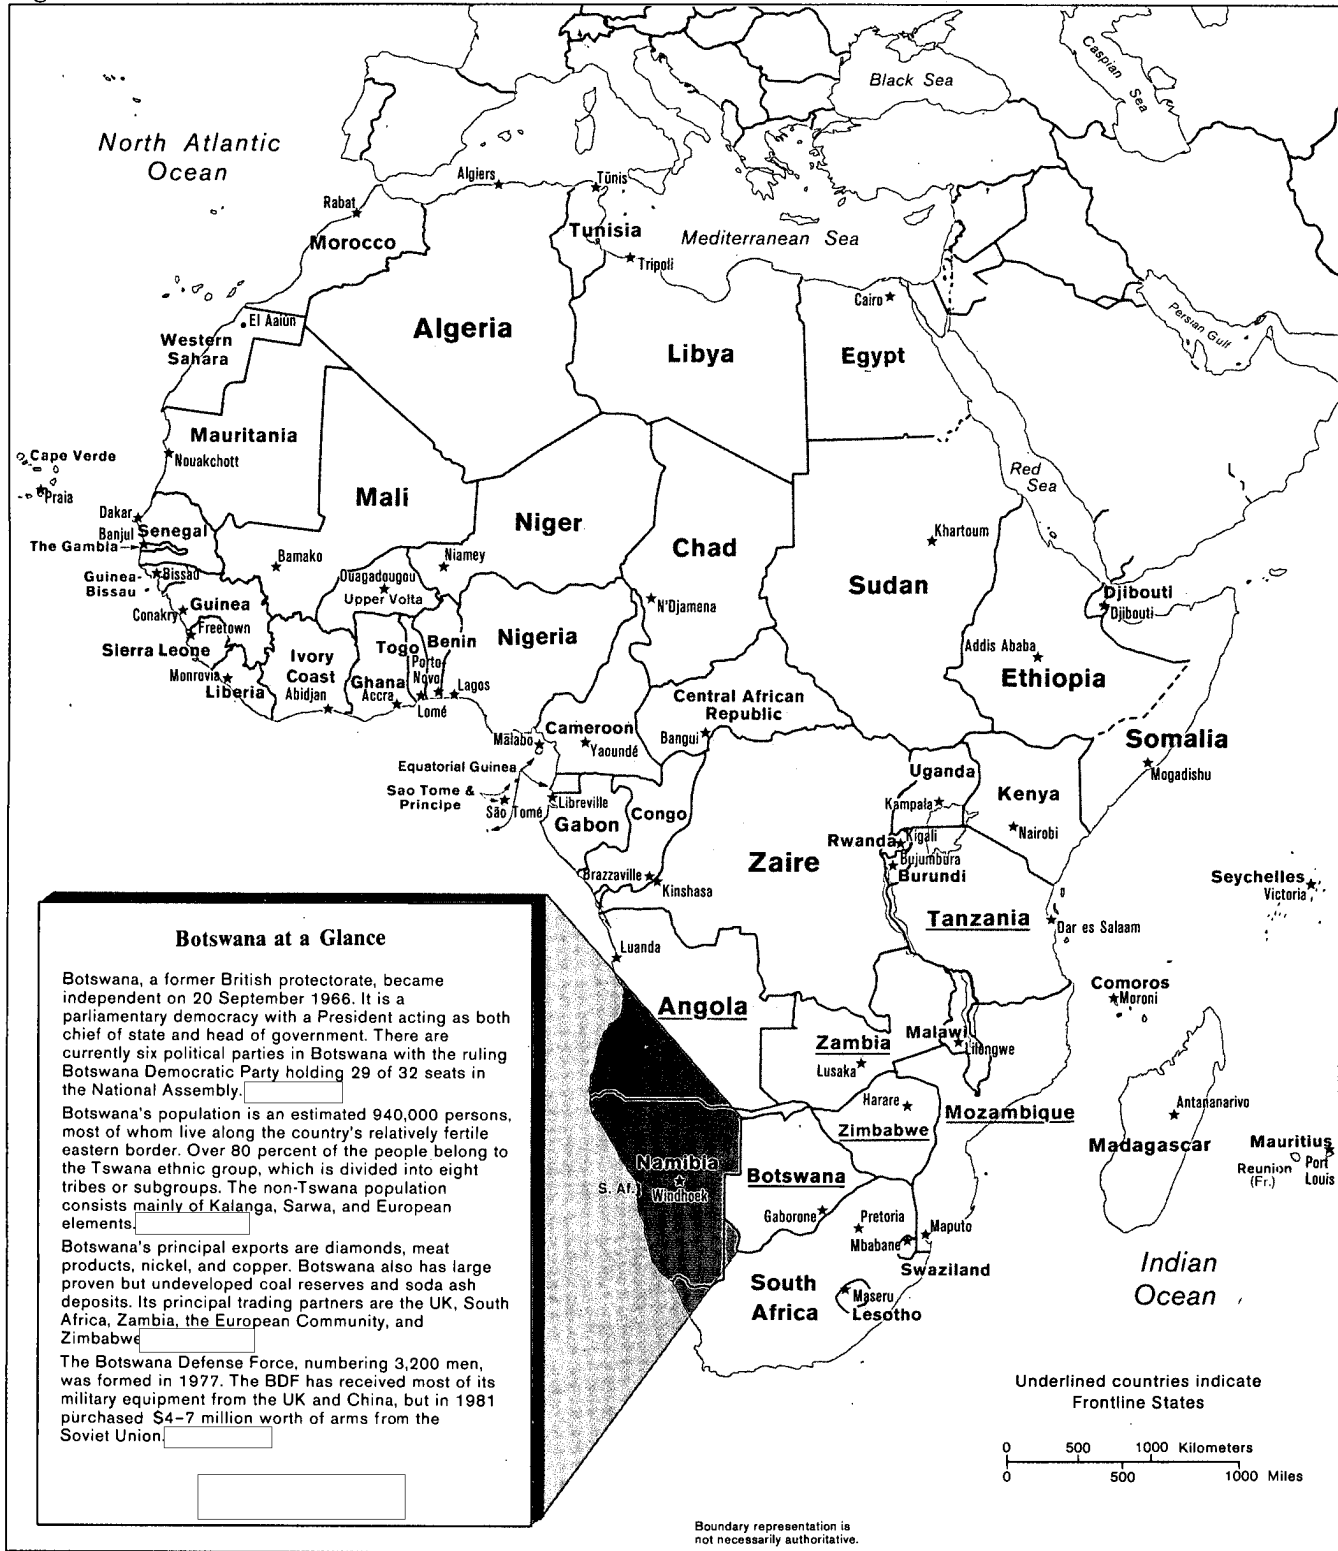 Black Sea
Caspian Sea
North Atlantic
Ocean
Algiers
Tūnis
Rabat
Tunisia
Morocco
Mediterranean Sea
Tripoli
Cairo
Persian Gulf
El Aaiún
Algeria
Western
Sahara
Libya
Egypt
Mauritania
Cape Verde
Nouakchott
Red
Sea
Praia
Mali
Dakar
Niger
Banjul
Senegal
Khartoum
The Gambia
Chad
Bamako
Niamey
Bissau
Guinea-
Bissau
Ouagadougou
Sudan
Upper Volta
Djibouti
Guinea
N'Djamena
Djibouti
Conakry
Freetown
Nigeria
Benin
Togo
Addis Ababa
Sierra Leone
Ivory
Coast
Porto-
Novo
Monrovia
Ghana
Ethiopia
Liberia
Abidjan
Accra
Lagos
Central African
Republic
Lomé
Cameroon
Malabo
Yaoundé
Bangui
Somalia
Equatorial Guinea
Uganda
Mogadishu
Sao Tome &
Principe
São Tomé
Libreville
Kampala
Kenya
Gabon
Congo
Nairobi
Rwanda
Kigali
Zaire
Bujumbura
Brazzaville
Burundi
Kinshasa
Seychelles
Victoria
Tanzania
Dar es Salaam
Luanda
Comoros
Moroni
Angola
Malawi
Zambia
Lilongwe
Lusaka
Harare
Mozambique
Antananarivo
Zimbabwe
Madagascar
Mauritius
Namibia
Port
Louis
Reunion
(Fr.)
Botswana
S. Af.)
Windhoek
Gaborone
Pretoria
Maputo
Mbabane
Swaziland
Indian
Ocean
South
Africa
Maseru
Lesotho
Botswana at a Glance
Botswana, a former British protectorate, became
independent on 20 September 1966. It is a
parliamentary democracy with a President acting as both
chief of state and head of government. There are
currently six political parties in Botswana with the ruling
Botswana Democratic Party holding 29 of 32 seats in
the National Assembly.
Botswana's population is an estimated 940,000 persons,
most of whom live along the country's relatively fertile
eastern border. Over 80 percent of the people belong to
the Tswana ethnic group, which is divided into eight
tribes or subgroups. The non-Tswana population
consists mainly of Kalanga, Sarwa, and European
elements.
Botswana's principal exports are diamonds, meat
products, nickel, and copper. Botswana also has large
proven but undeveloped coal reserves and soda ash
deposits. Its principal trading partners are the UK, South
Africa, Zambia, the European Community, and
Zimbabwe
The Botswana Defense Force, numbering 3,200 men,
was formed in 1977. The BDF has received most of its
military equipment from the UK and China, but in 1981
purchased $4-7 million worth of arms from the
Soviet Union.
Underlined countries indicate
Frontline States
0 500 1000 Kilometers
0 500 1000 Miles
Boundary representation is
not necessarily authoritative.